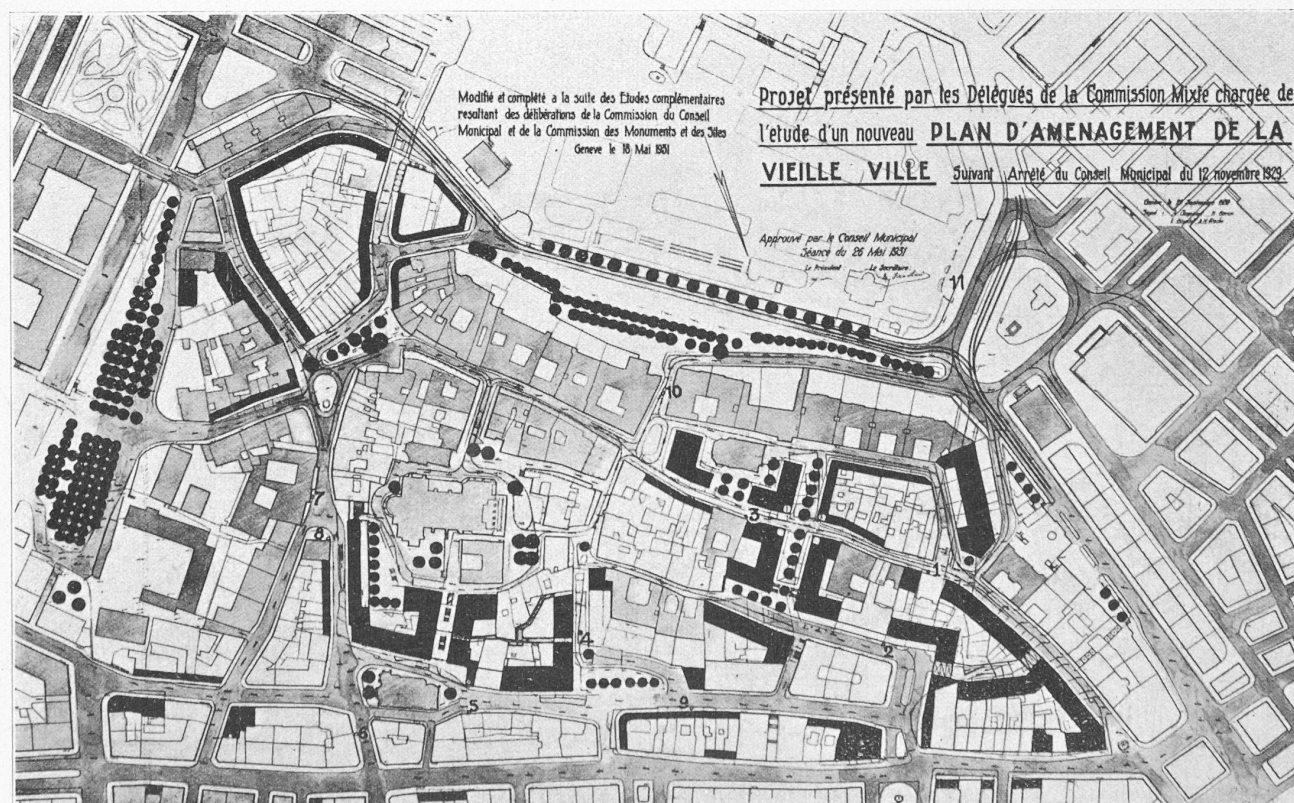 Modifié et complété a la suite des Etudes complémentaires
resultant des délibérations de la Commission du Conseil
Municipal et de la Commission des Monuments et des Sites
Geneve le 18 Mai 1931
Projet présenté par les Délégués de la Commission Mixte chargée de
l'etude d'un nouveau PLAN D'AMENAGEMENT DE LA
VIEILLE VILLE Suivant Arrêté du Conseil Municipal du 12 novembre 1929
Approuvé par le Conseil Municipal
Séance du 26 Mai 1931
Le Président Le Secrétaire
11
10
7
8
3
1
4
2
5
9
6